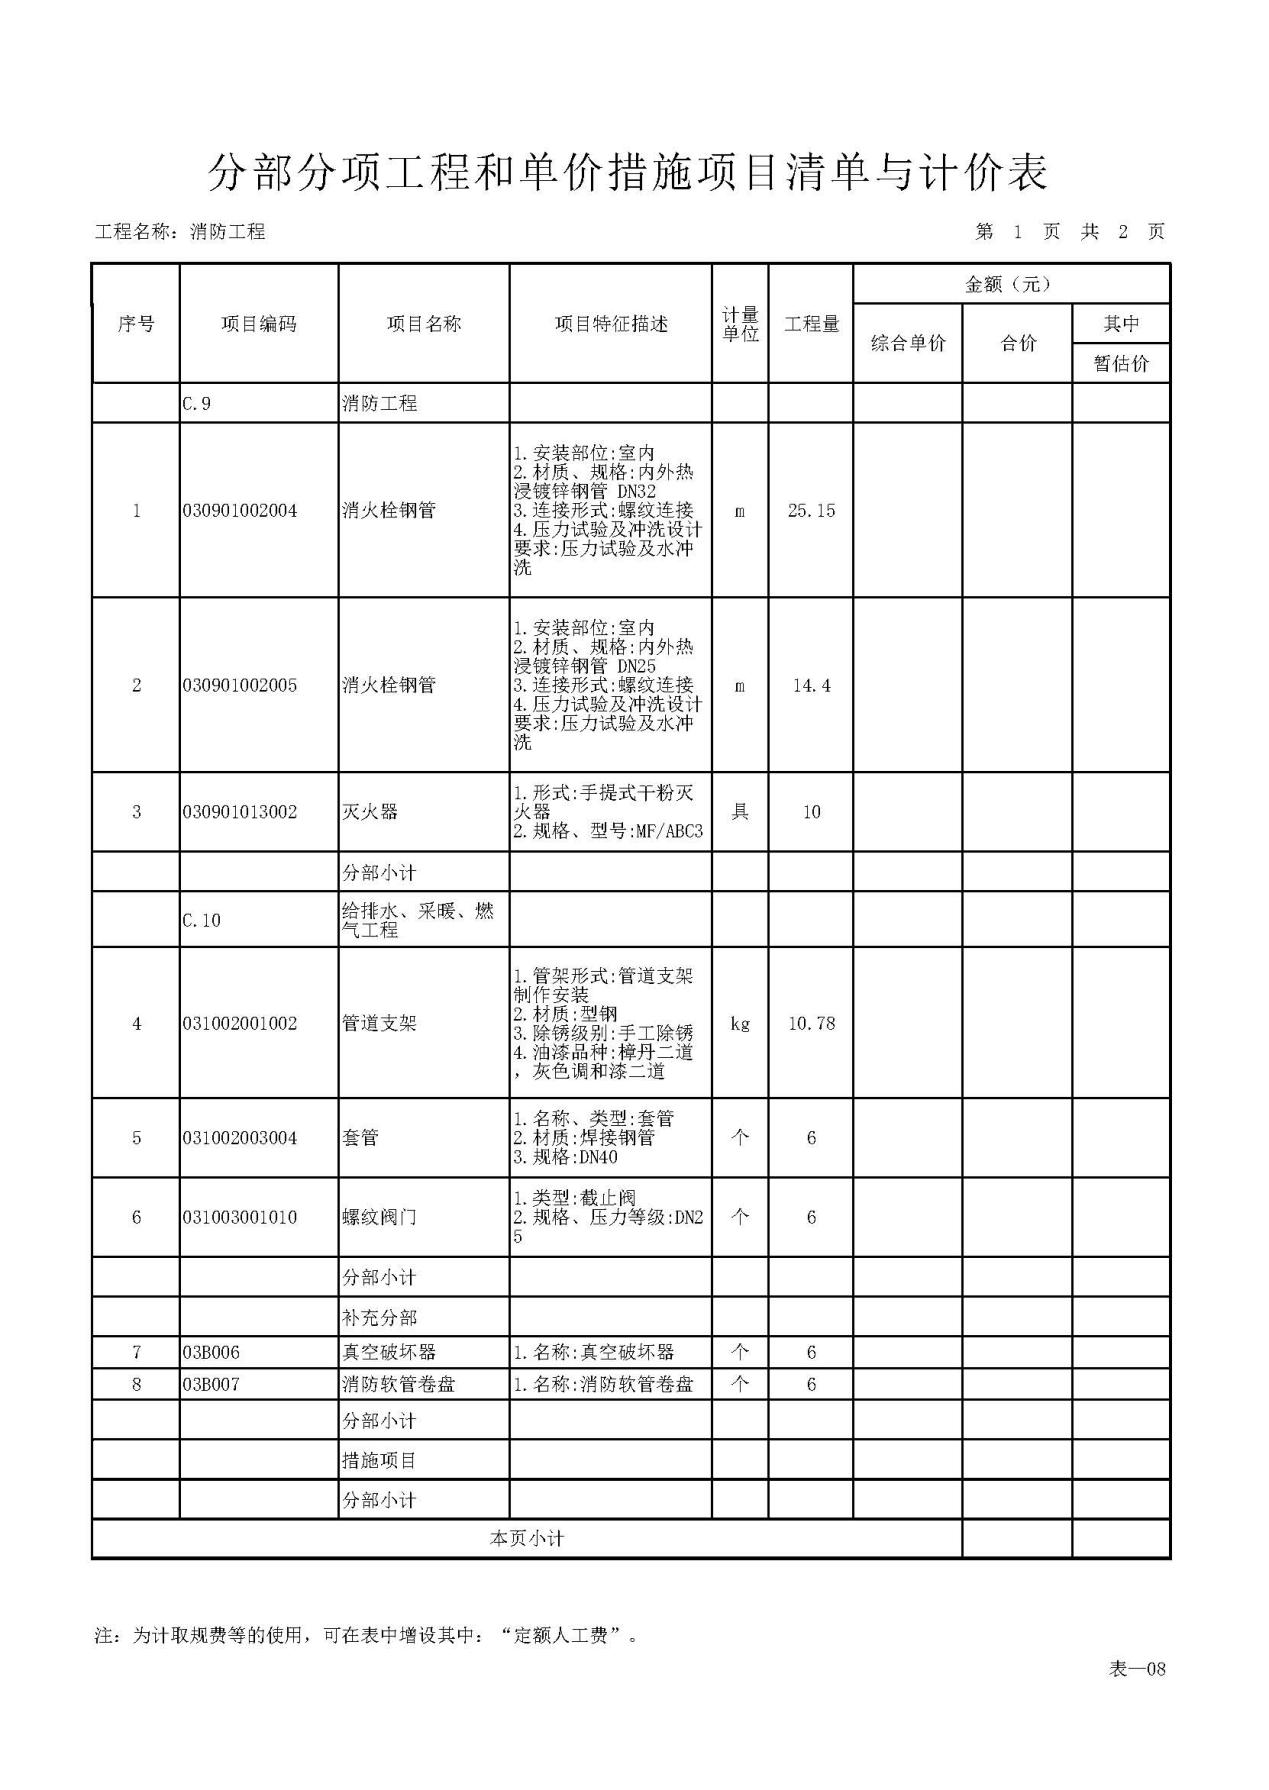 分部分项工程和单价措施项目清单与计价表
工程名称：消防工程
第 1 页 共 2 页
序号
项目编码
项目名称
项目特征描述
计量
单位
工程量
金额（元）
综合单价
合价
其中
暂估价
C.9
消防工程
1
030901002004
消火栓钢管
1.安装部位:室内
2.材质、规格:内外热
浸镀锌钢管 DN32
3.连接形式:螺纹连接
4.压力试验及冲洗设计
要求:压力试验及水冲
洗
m
25.15
2
030901002005
消火栓钢管
1.安装部位:室内
2.材质、规格:内外热
浸镀锌钢管 DN25
3.连接形式:螺纹连接
4.压力试验及冲洗设计
要求:压力试验及水冲
洗
m
14.4
3
030901013002
灭火器
1.形式:手提式干粉灭
火器
2.规格、型号:MF/ABC3
具
10
分部小计
C.10
给排水、采暖、燃
气工程
4
031002001002
管道支架
1.管架形式:管道支架
制作安装
2.材质:型钢
3.除锈级别:手工除锈
4.油漆品种:樟丹二道
，灰色调和漆二道
kg
10.78
5
031002003004
套管
1.名称、类型:套管
2.材质:焊接钢管
3.规格:DN40
个
6
6
031003001010
螺纹阀门
1.类型:截止阀
2.规格、压力等级:DN2
5
个
6
分部小计
补充分部
7
03B006
真空破坏器
1.名称:真空破坏器
个
6
8
03B007
消防软管卷盘
1.名称:消防软管卷盘
个
6
分部小计
措施项目
分部小计
本页小计
注：为计取规费等的使用，可在表中增设其中：“定额人工费”。
表—08